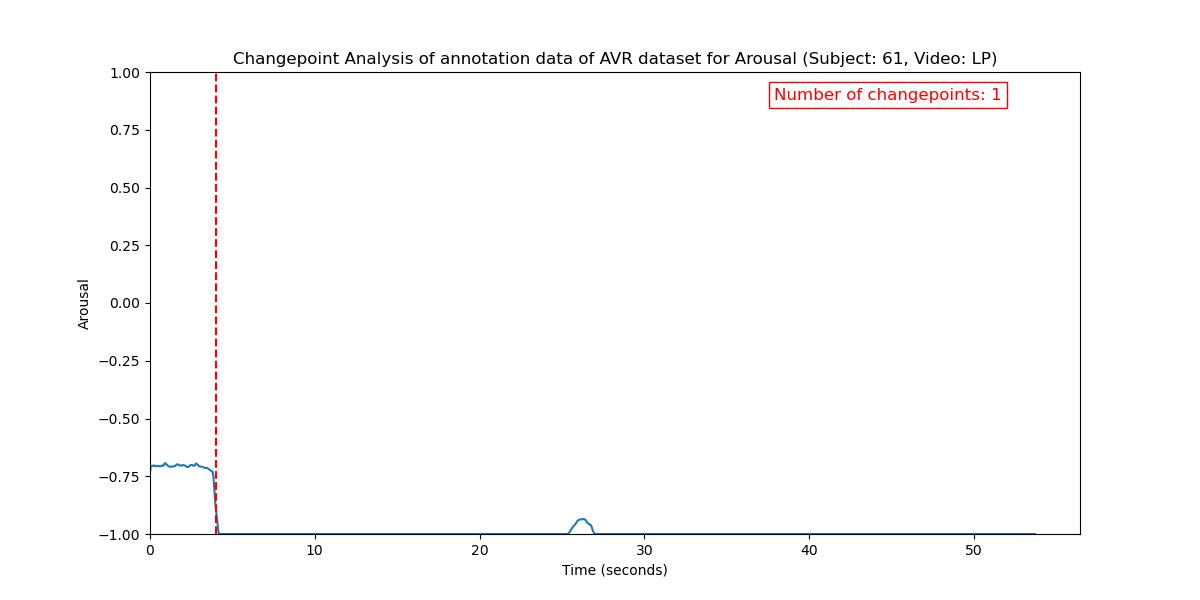 Changepoint Analysis of annotation data of AVR dataset for Arousal (Subject: 61, Video: LP)
Number of changepoints: 1
1.00
0.75
0.50
0.25
0.00
−0.25
−0.50
−0.75
−1.00
Arousal
0 10 20 30 40 50
Time (seconds)